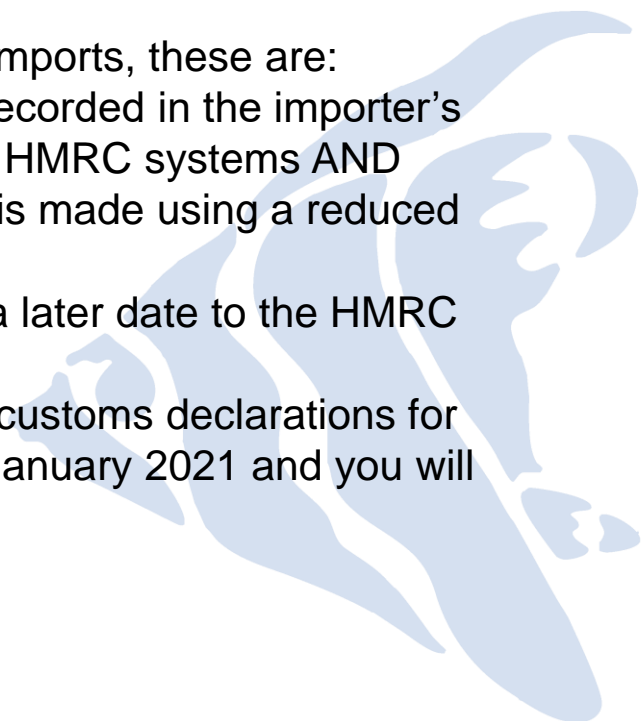 mports, these are:
ecorded in the importer’s
HMRC systems AND
is made using a reduced
a later date to the HMRC
customs declarations for
anuary 2021 and you will